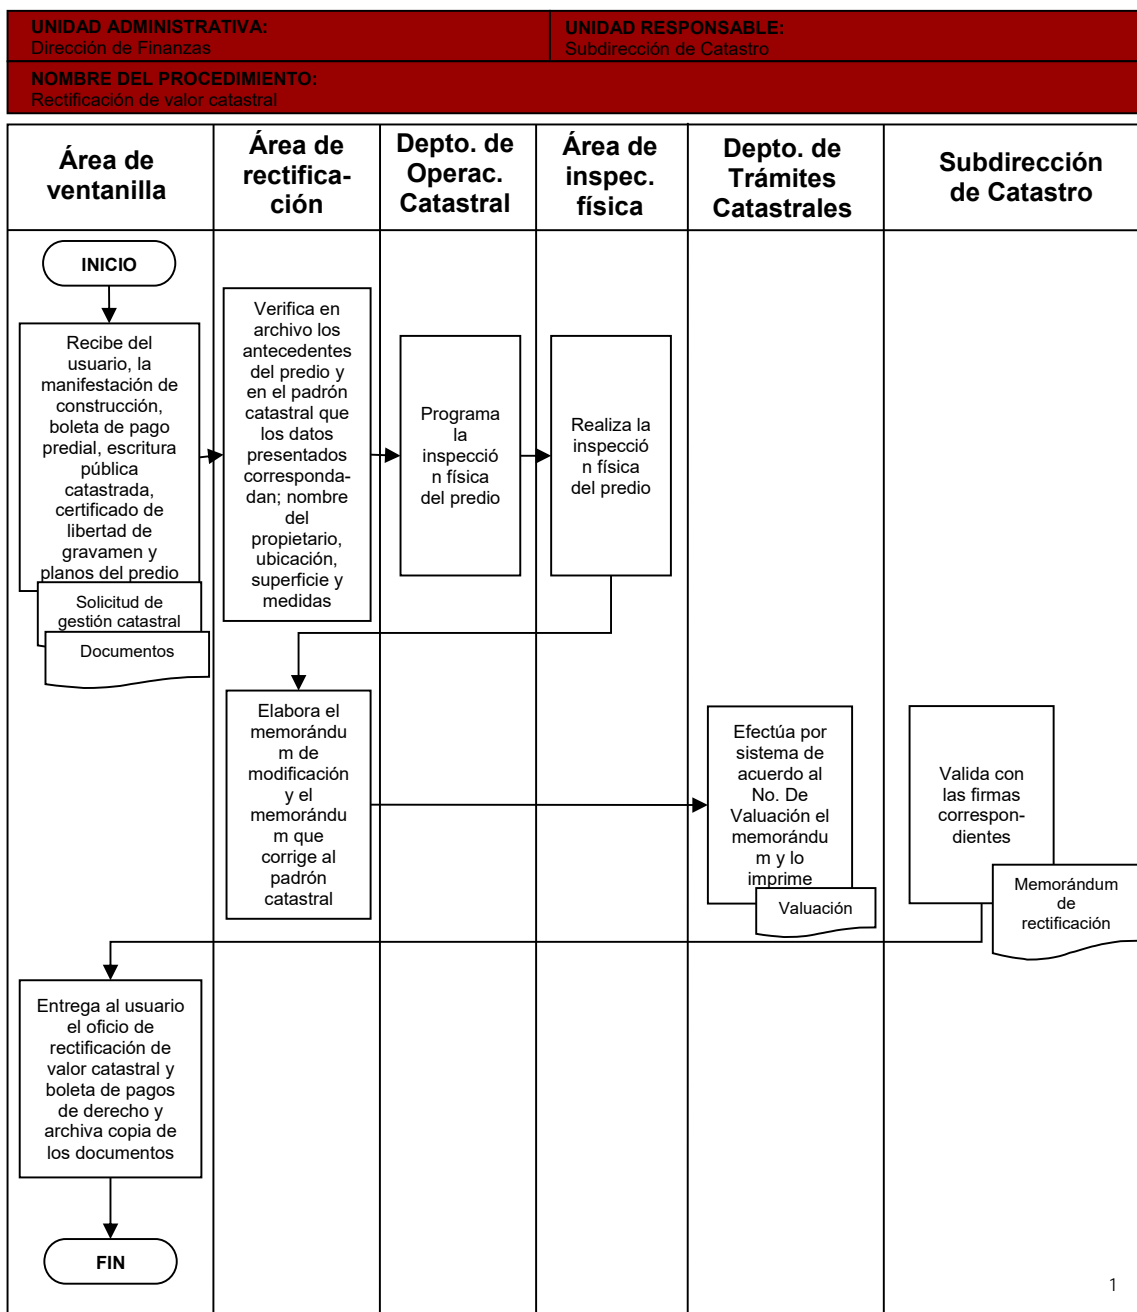 UNIDAD ADMINISTRATIVA:
Dirección de Finanzas
UNIDAD RESPONSABLE:
Subdirección de Catastro
NOMBRE DEL PROCEDIMIENTO:
Rectificación de valor catastral
Área de
ventanilla
Área de
rectifica-
ción
Depto. de
Operac.
Catastral
Área de
inspec.
física
Depto. de
Trámites
Catastrales
Subdirección
de Catastro
INICIO
Recibe del
usuario, la
manifestación de
construcción,
boleta de pago
predial, escritura
pública
catastrada,
certificado de
libertad de
gravamen y
planos del predio
Solicitud de
gestión catastral
Documentos
Verifica en
archivo los
antecedentes
del predio y
en el padrón
catastral que
los datos
presentados
corresponda-
dan; nombre
del
propietario,
ubicación,
superficie y
medidas
Programa
la
inspecció
n física
del predio
Realiza la
inspecció
n física
del predio
Elabora el
memorándu
m de
modificación
y el
memorándu
m que
corrige al
padrón
catastral
Efectúa por
sistema de
acuerdo al
No. De
Valuación el
memorándu
m y lo
imprime
Valuación
Valida con
las firmas
correspon-
dientes
Memorándum
de
rectificación
Entrega al usuario
el oficio de
rectificación de
valor catastral y
boleta de pagos
de derecho y
archiva copia de
los documentos
FIN
1